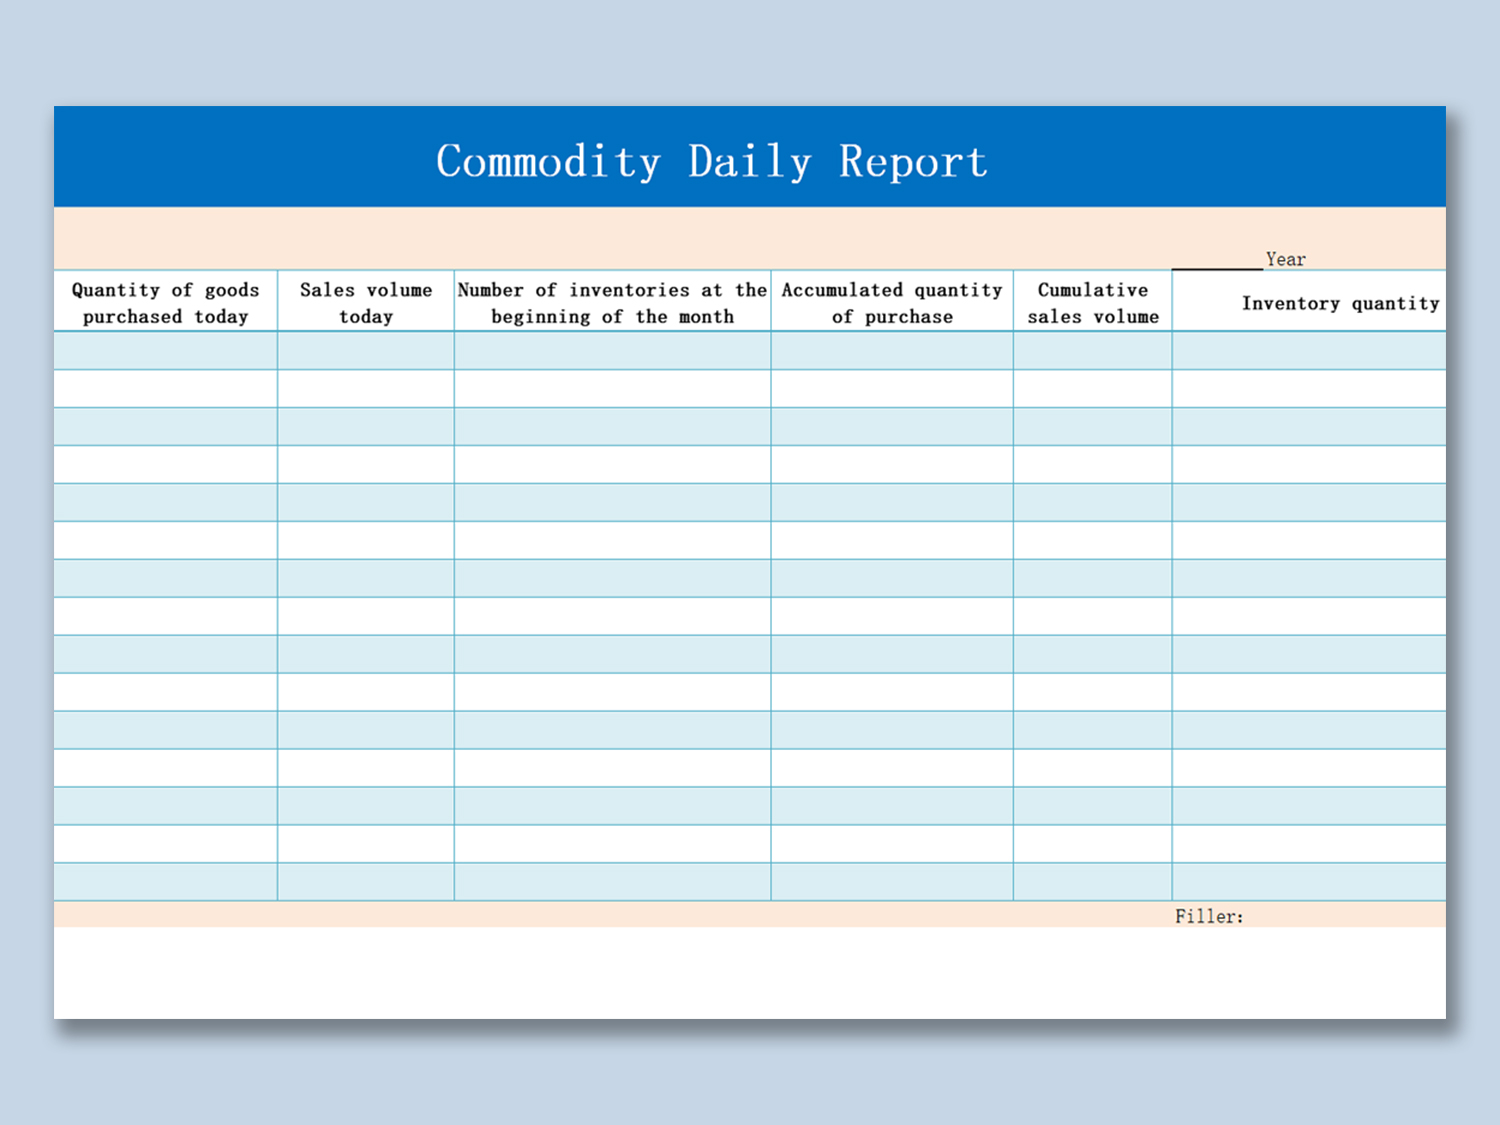 Commodity Daily Report
Year
Quantity of goods
purchased today
Sales volume
today
Number of inventories at the
beginning of the month
Accumulated quantity
of purchase
Cumulative
sales volume
Inventory quantity
Filler: